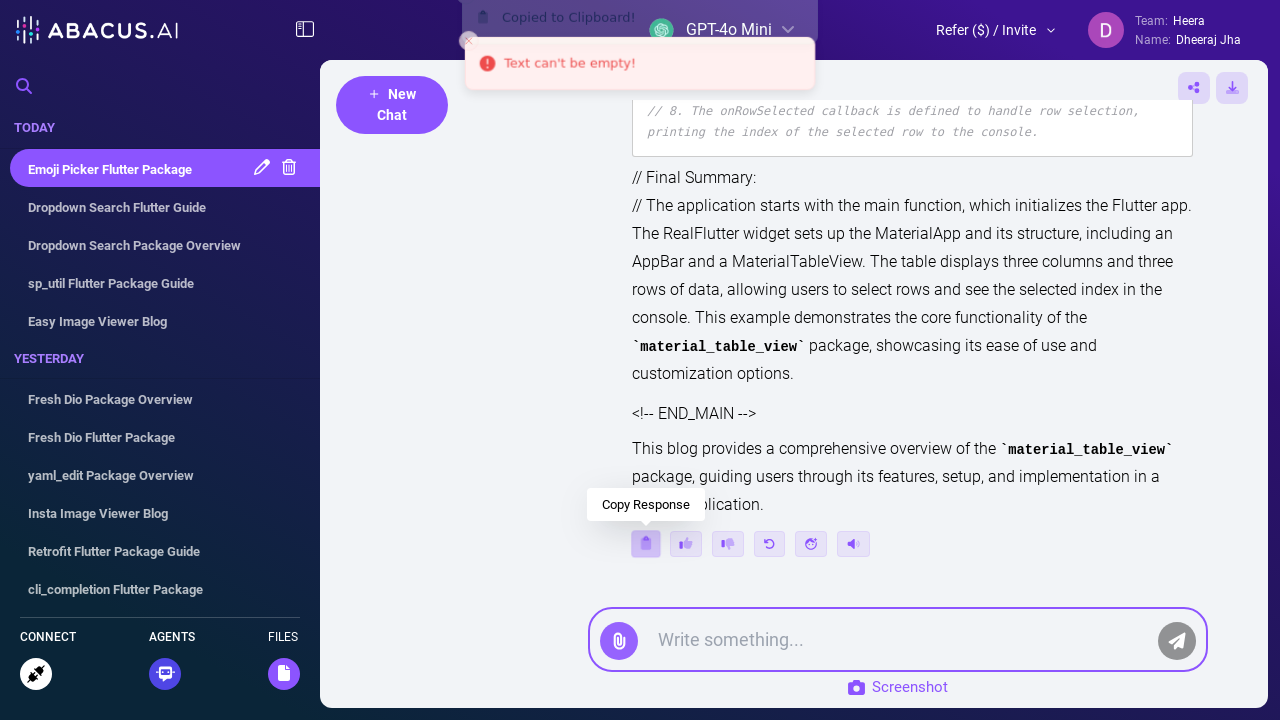 ABACUS.AI
Copied to Clipboard!
GPT-4o Mini
Refer ($) / Invite
D
Team: Heera
Name: Dheeraj Jha
Text can't be empty!
+ New Chat
TODAY
Emoji Picker Flutter Package
Dropdown Search Flutter Guide
Dropdown Search Package Overview
sp_util Flutter Package Guide
Easy Image Viewer Blog
YESTERDAY
Fresh Dio Package Overview
Fresh Dio Flutter Package
yaml_edit Package Overview
Insta Image Viewer Blog
Retrofit Flutter Package Guide
cli_completion Flutter Package
CONNECT
AGENTS
FILES
// 8. The onRowSelected callback is defined to handle row selection,
printing the index of the selected row to the console.
// Final Summary:
// The application starts with the main function, which initializes the Flutter app.
The RealFlutter widget sets up the MaterialApp and its structure, including an
AppBar and a MaterialTableView. The table displays three columns and three
rows of data, allowing users to select rows and see the selected index in the
console. This example demonstrates the core functionality of the
`material_table_view` package, showcasing its ease of use and
customization options.
<!-- END_MAIN -->
This blog provides a comprehensive overview of the `material_table_view`
package, guiding users through its features, setup, and implementation in a
plication.
Copy Response
Write something...
Screenshot